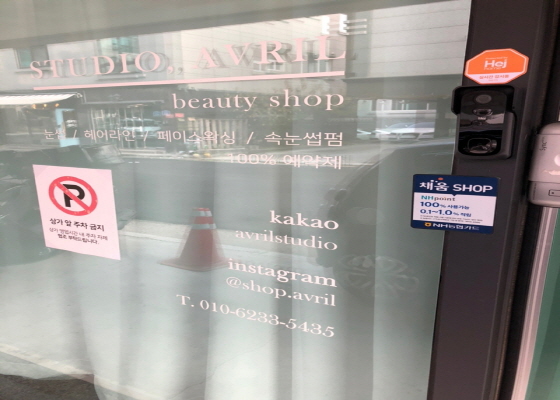 STUDIO, AVRIL
beauty shop
눈썹 / 헤어라인 / 페이스왁싱 / 속눈썹펌
100% 예약제
kakao
avrilstudio
instagram
@shop.avril
T. 010-6233-5435
P
상가 앞 주차 금지
Hej
채움 SHOP
NHpoint
100% 사용가능
0.1~1.0% 적립
NH농협카드